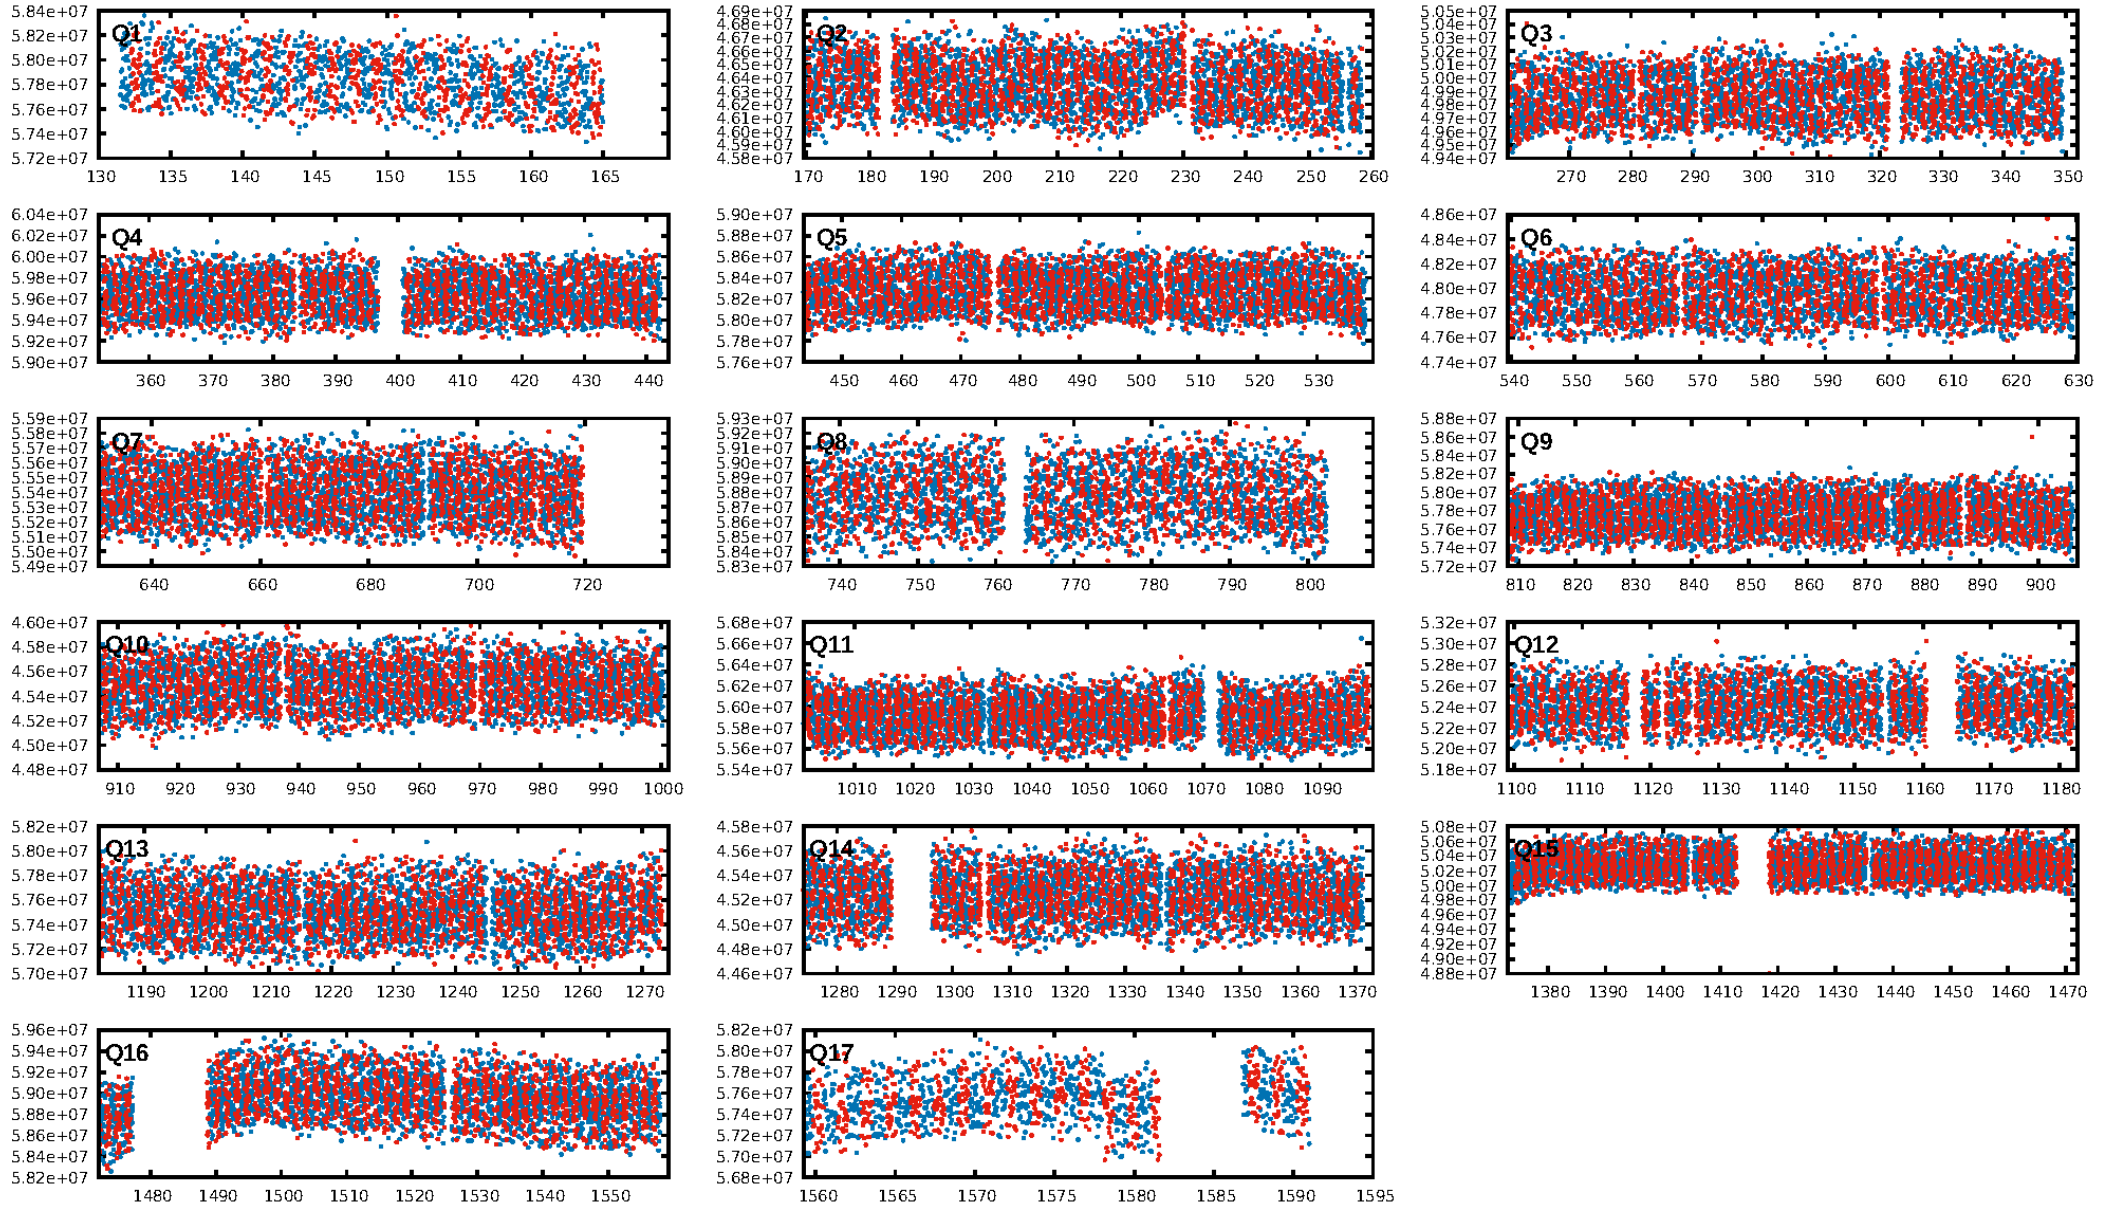 5.84e+07
5.82e+07
5.80e+07
5.78e+07
5.76e+07
5.74e+07
5.72e+07
Q1
130 135 140 145 150 155 160 165
4.69e+07
4.68e+07
4.67e+07
4.66e+07
4.65e+07
4.64e+07
4.63e+07
4.62e+07
4.61e+07
4.60e+07
4.59e+07
4.58e+07
Q2
170 180 190 200 210 220 230 240 250 260
5.05e+07
5.04e+07
5.03e+07
5.02e+07
5.01e+07
5.00e+07
4.99e+07
4.98e+07
4.97e+07
4.96e+07
4.95e+07
4.94e+07
Q3
270 280 290 300 310 320 330 340 350
6.04e+07
6.02e+07
6.00e+07
5.98e+07
5.96e+07
5.94e+07
5.92e+07
5.90e+07
Q4
360 370 380 390 400 410 420 430 440
5.90e+07
5.88e+07
5.86e+07
5.84e+07
5.82e+07
5.80e+07
5.78e+07
5.76e+07
Q5
450 460 470 480 490 500 510 520 530
4.86e+07
4.84e+07
4.82e+07
4.80e+07
4.78e+07
4.76e+07
4.74e+07
Q6
540 550 560 570 580 590 600 610 620 630
5.59e+07
5.58e+07
5.57e+07
5.56e+07
5.55e+07
5.54e+07
5.53e+07
5.52e+07
5.51e+07
5.50e+07
5.49e+07
Q7
640 660 680 700 720
5.93e+07
5.92e+07
5.91e+07
5.90e+07
5.89e+07
5.88e+07
5.87e+07
5.86e+07
5.85e+07
5.84e+07
5.83e+07
Q8
740 750 760 770 780 790 800
5.88e+07
5.86e+07
5.84e+07
5.82e+07
5.80e+07
5.78e+07
5.76e+07
5.74e+07
5.72e+07
Q9
810 820 830 840 850 860 870 880 890 900
4.60e+07
4.58e+07
4.56e+07
4.54e+07
4.52e+07
4.50e+07
4.48e+07
Q10
910 920 930 940 950 960 970 980 990 1000
5.68e+07
5.66e+07
5.64e+07
5.62e+07
5.60e+07
5.58e+07
5.56e+07
5.54e+07
Q11
1010 1020 1030 1040 1050 1060 1070 1080 1090
5.32e+07
5.30e+07
5.28e+07
5.26e+07
5.24e+07
5.22e+07
5.20e+07
5.18e+07
Q12
1100 1110 1120 1130 1140 1150 1160 1170 1180
5.82e+07
5.80e+07
5.78e+07
5.76e+07
5.74e+07
5.72e+07
5.70e+07
Q13
1190 1200 1210 1220 1230 1240 1250 1260 1270
4.58e+07
4.56e+07
4.54e+07
4.52e+07
4.50e+07
4.48e+07
4.46e+07
Q14
1280 1290 1300 1310 1320 1330 1340 1350 1360 1370
5.08e+07
5.06e+07
5.04e+07
5.02e+07
5.00e+07
4.98e+07
4.96e+07
4.94e+07
4.92e+07
4.90e+07
4.88e+07
Q15
1380 1390 1400 1410 1420 1430 1440 1450 1460 1470
5.96e+07
5.94e+07
5.92e+07
5.90e+07
5.88e+07
5.86e+07
5.84e+07
5.82e+07
Q16
1480 1490 1500 1510 1520 1530 1540 1550
5.82e+07
5.80e+07
5.78e+07
5.76e+07
5.74e+07
5.72e+07
5.70e+07
5.68e+07
Q17
1560 1565 1570 1575 1580 1585 1590 1595